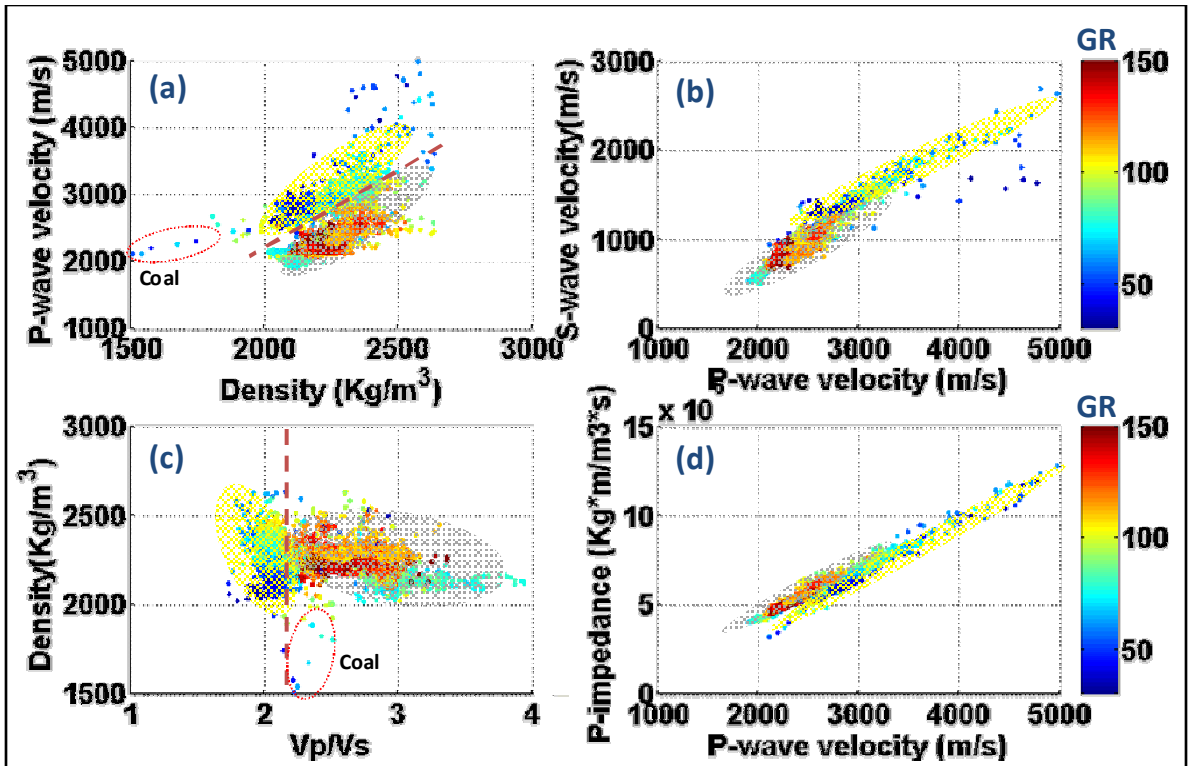 (a)
5000
4000
3000
2000
1000
P-wave velocity (m/s)
Coal
1500
2000
2500
3000
Density (Kg/m³)
(b)
3000
2000
1000
0
S-wave velocity(m/s)
1000
2000
3000
4000
5000
P-wave velocity (m/s)
GR
150
100
50
(c)
3000
2500
2000
1500
Density(Kg/m³)
Coal
1
2
3
4
Vp/Vs
(d)
x 10
15
10
5
0
P-impedance (Kg*m/m3*s)
1000
2000
3000
4000
5000
P-wave velocity (m/s)
GR
150
100
50